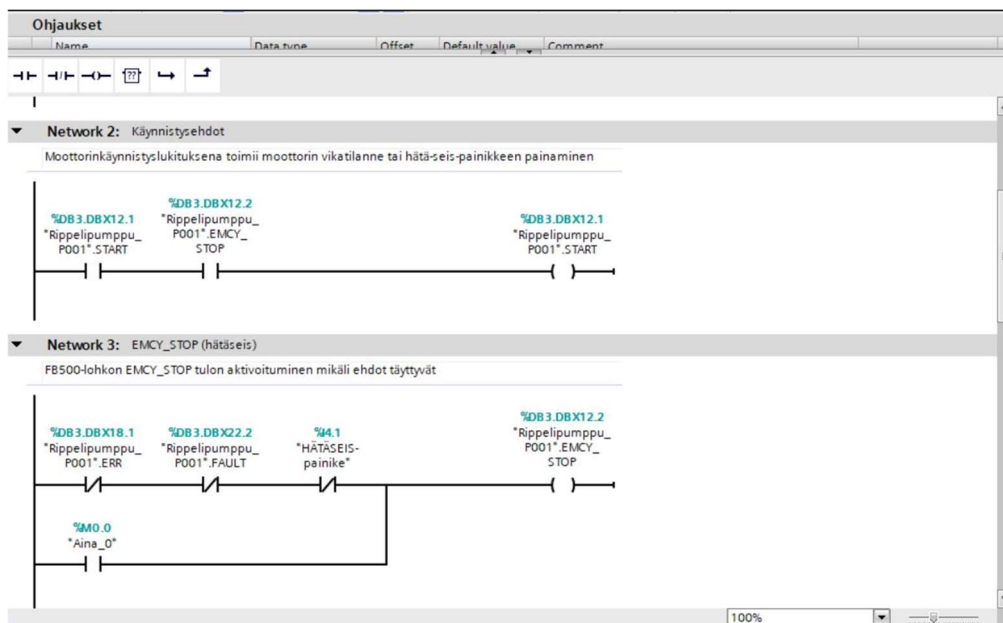 Ohjaukset
Name Data type Offset Default value Comment
??
Network 2: Käynnistysehdot
Moottorinkäynnistyslukituksena toimii moottorin vikatilanne tai hätä-seis-painikkeen painaminen
%DB3.DBX12.1
"Rippelipumppu_
P001".START
%DB3.DBX12.2
"Rippelipumppu_
P001".EMCY_
STOP
%DB3.DBX12.1
"Rippelipumppu_
P001".START
Network 3: EMCY_STOP (hätäseis)
FB500-lohkon EMCY_STOP tulon aktivoituminen mikäli ehdot täyttyvät
%DB3.DBX18.1
"Rippelipumppu_
P001".ERR
%DB3.DBX22.2
"Rippelipumppu_
P001".FAULT
%I4.1
"HÄTÄSEIS-
painike"
%DB3.DBX12.2
"Rippelipumppu_
P001".EMCY_
STOP
%M0.0
"Aina_0"
100%